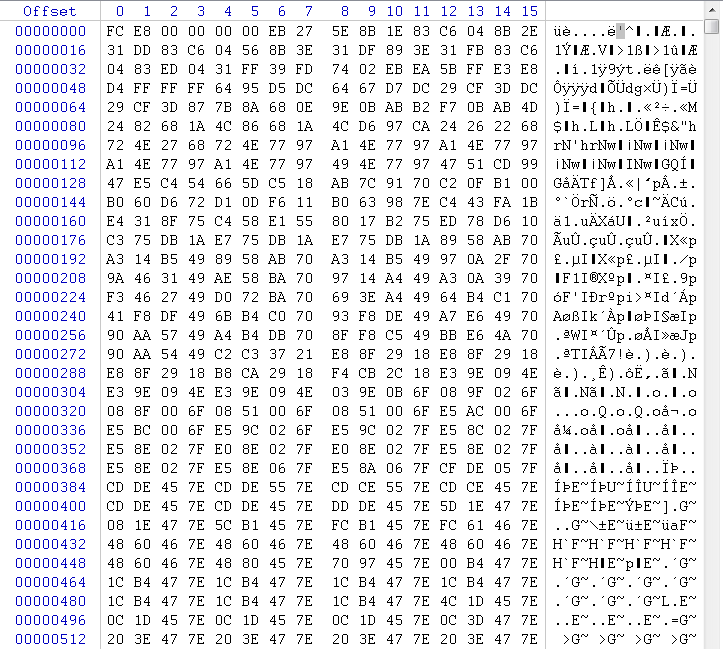 Offset 0 1 2 3 4 5 6 7 8 9 10 11 12 13 14 15
00000000 FC E8 00 00 00 00 EB 27 5E 8B 1E 83 C6 04 8B 2E üè....ë'^▮.▮Æ.▮.
00000016 31 DD 83 C6 04 56 8B 3E 31 DF 89 3E 31 FB 83 C6 1Ý▮Æ.V▮>1ß▮>1û▮Æ
00000032 04 83 ED 04 31 FF 39 FD 74 02 EB EA 5B FF E3 E8 .▮í.1ÿ9ýt.ëê[ÿãè
00000048 D4 FF FF FF 64 95 D5 DC 64 67 D7 DC 29 CF 3D DC Ôÿÿÿd▮ÕÜdg×Ü)Ï=Ü
00000064 29 CF 3D 87 7B 8A 68 0E 9E 0B AB B2 F7 0B AB 4D )Ï=▮{▮h.▮.«²÷.«M
00000080 24 82 68 1A 4C 86 68 1A 4C D6 97 CA 24 26 22 68 $▮h.L▮h.LÖ▮Ê$&"h
00000096 72 4E 27 68 72 4E 77 97 A1 4E 77 97 A1 4E 77 97 rN'hrNw▮¡Nw▮¡Nw▮
00000112 A1 4E 77 97 A1 4E 77 97 49 4E 77 97 47 51 CD 99 ¡Nw▮¡Nw▮INw▮GQÍ▮
00000128 47 E5 C4 54 66 5D C5 18 AB 7C 91 70 C2 0F B1 00 GåÄTf]Å.«|´pÂ.±.
00000144 B0 60 D6 72 D1 0D F6 11 B0 63 98 7E C4 43 FA 1B °`ÖrÑ.ö.°c▮~ÄCú.
00000160 E4 31 8F 75 C4 58 E1 55 80 17 B2 75 ED 78 D6 10 ä1.uÄXáU▮.²uíxÖ.
00000176 C3 75 DB 1A E7 75 DB 1A E7 75 DB 1A 89 58 AB 70 ÃuÛ.çuÛ.çuÛ.▮X«p
00000192 A3 14 B5 49 89 58 AB 70 A3 14 B5 49 97 0A 2F 70 £.µI▮X«p£.µI▮./p
00000208 9A 46 31 49 AE 58 BA 70 97 14 A4 49 A3 0A 39 70 ▮F1I®Xºp▮.¤I£.9p
00000224 F3 46 27 49 D0 72 BA 70 69 3E A4 49 64 B4 C1 70 óF'IÐrºpi>¤Id´Áp
00000240 41 F8 DF 49 6B B4 C0 70 93 F8 DE 49 A7 E6 49 70 AøßIk´Àp▮øÞI§æIp
00000256 90 AA 57 49 A4 B4 DB 70 8F F8 C5 49 BB E6 4A 70 .ªWI¤´Ûp.øÅI»æJp
00000272 90 AA 54 49 C2 C3 37 21 E8 8F 29 18 E8 8F 29 18 .ªTIÂÃ7!è.).è.).
00000288 E8 8F 29 18 B8 CA 29 18 F4 CB 2C 18 E3 39 09 4E è.).¸Ê).ôË,.ã9.N
00000304 E3 9E 09 4E E3 9E 09 4E 03 9E 0B 6F 08 9F 02 6F ã▮.Nã▮.N.▮.o.▮.o
00000320 08 8F 00 6F 08 51 00 6F 08 51 00 6F E5 AC 00 6F ...o.Q.o.Q.oå¬.o
00000336 E5 BC 00 6F E5 9C 02 6F E5 9C 02 7F E5 8C 02 7F å¼.oå▮.oå▮..å▮..
00000352 E5 8E 02 7F E0 8E 02 7F E0 8E 02 7F E5 8E 02 7F å▮..à▮..à▮..å▮..
00000368 E5 8E 02 7F E5 8E 06 7F E5 8A 06 7F CF DE 05 7F å▮..å▮..å▮..ÏÞ..
00000384 CD DE 45 7E CD DE 55 7E CD CE 55 7E CD CE 45 7E ÍÞE~ÍÞU~ÍÎU~ÍÎE~
00000400 CD DE 45 7E CD DE 45 7E DD DE 45 7E 5D 1E 47 7E ÍÞE~ÍÞE~ÝÞE~].G~
00000416 08 1E 47 7E 5C B1 45 7E FC B1 45 7E FC 61 46 7E ..G~\±E~ü±E~üaF~
00000432 48 60 46 7E 48 60 46 7E 48 60 46 7E 48 60 46 7E H`F~H`F~H`F~H`F~
00000448 48 60 46 7E 48 80 45 7E 70 97 45 7E 00 B4 47 7E H`F~H▮E~p▮E~.´G~
00000464 1C B4 47 7E 1C B4 47 7E 1C B4 47 7E 1C B4 47 7E .´G~.´G~.´G~.´G~
00000480 1C B4 47 7E 1C B4 47 7E 1C B4 47 7E 4C 1D 45 7E .´G~.´G~.´G~L.E~
00000496 0C 1D 45 7E 0C 1D 45 7E 0C 1D 45 7E 0C 3D 47 7E ..E~..E~..E~.=G~
00000512 20 3E 47 7E 20 3E 47 7E 20 3E 47 7E 20 3E 47 7E >G~ >G~ >G~ >G~